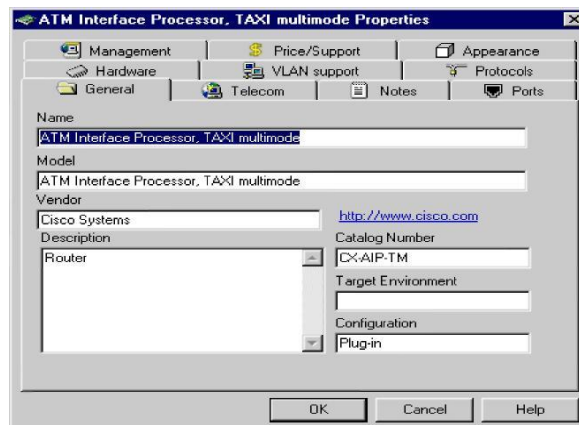 ATM Interface Processor, TAXI multimode Properties
Management Price/Support Appearance
Hardware VLAN support Protocols
General Telecom Notes Ports
Name
ATM Interface Processor, TAXI multimode
Model
ATM Interface Processor, TAXI multimode
Vendor
Cisco Systems http://www.cisco.com
Description Catalog Number
Router CX-AIP-TM
Target Environment
Configuration
Plug-in
OK Cancel Help